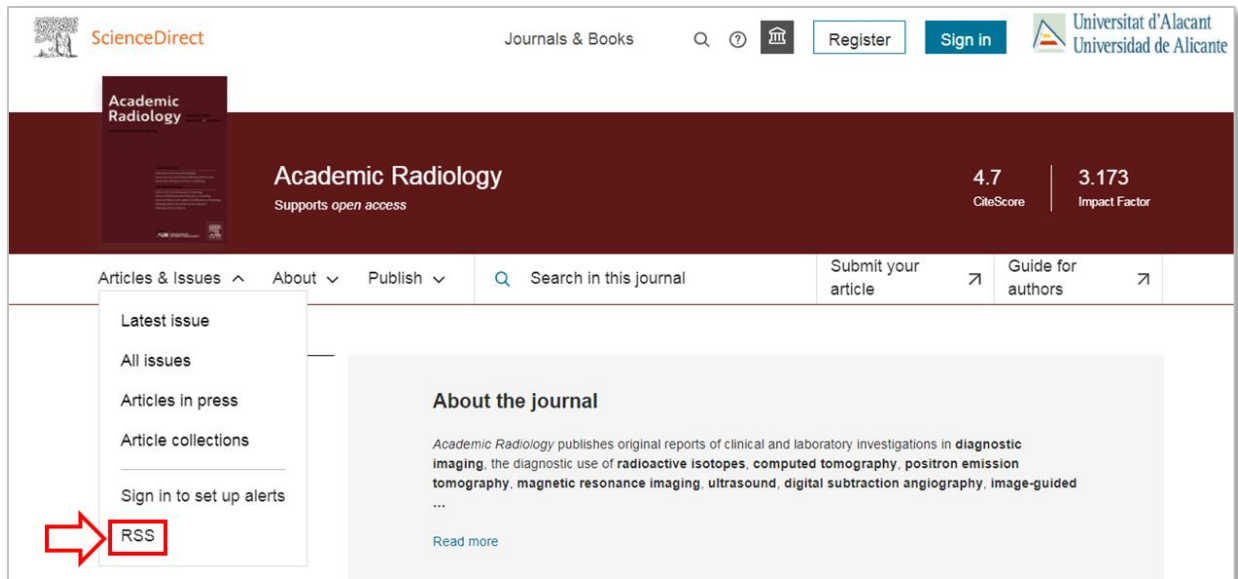 ScienceDirect
Journals & Books
Register
Sign in
Universitat d'Alacant
Universidad de Alicante
Academic
Radiology
Academic Radiology
Supports open access
4.7
CiteScore
3.173
Impact Factor
Articles & Issues
About
Publish
Search in this journal
Submit your
article
Guide for
authors
Latest issue
All issues
Articles in press
Article collections
Sign in to set up alerts
RSS
About the journal
Academic Radiology publishes original reports of clinical and laboratory investigations in diagnostic
imaging, the diagnostic use of radioactive isotopes, computed tomography, positron emission
tomography, magnetic resonance imaging, ultrasound, digital subtraction angiography, image-guided
...
Read more